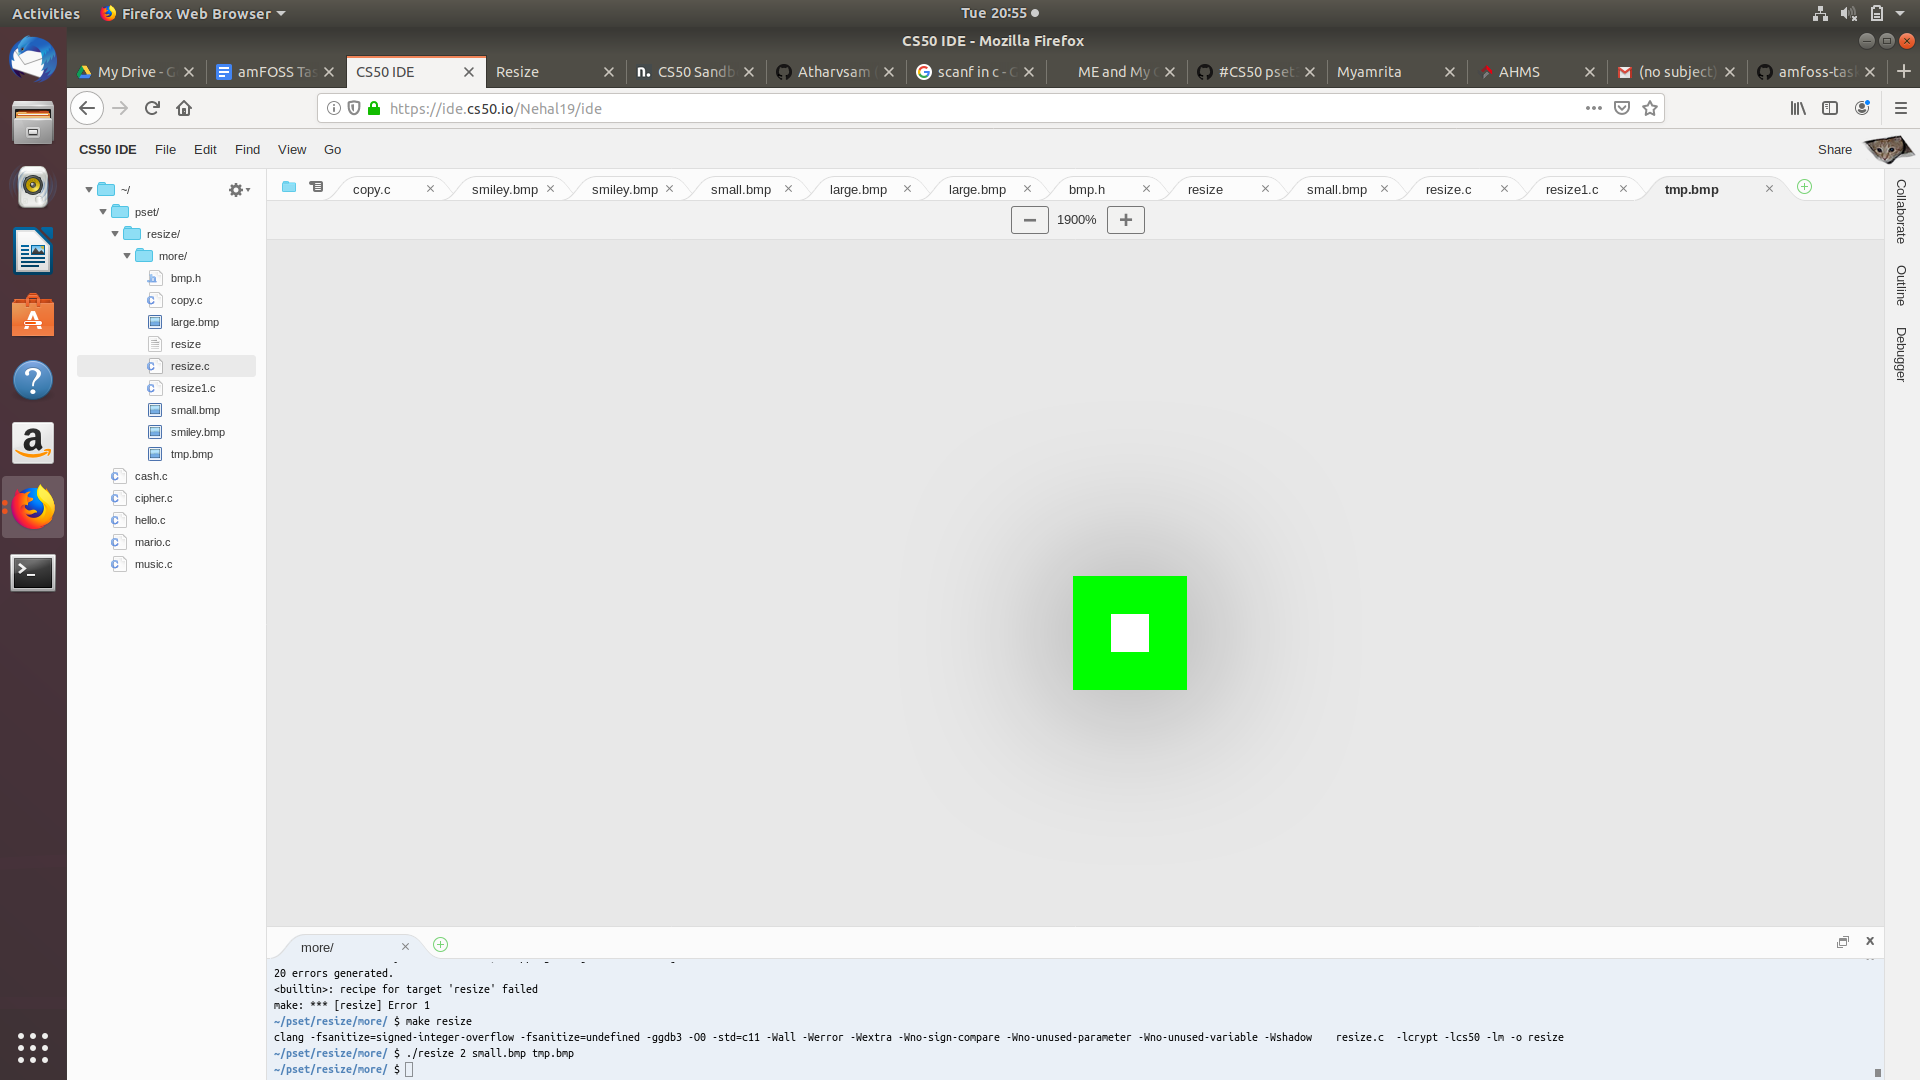 Activities Firefox Web Browser Tue 20:55
CS50 IDE - Mozilla Firefox
My Drive - G amFOSS Tas CS50 IDE Resize n. CS50 Sandb Atharvsam scanf in c - G ME and My C #CS50 pset Myamrita AHMS (no subject) amfoss-task
https://ide.cs50.io/Nehal19/ide
CS50 IDE File Edit Find View Go Share
~/
pset/
resize/
more/
bmp.h
copy.c
large.bmp
resize
resize.c
resize1.c
small.bmp
smiley.bmp
tmp.bmp
cash.c
cipher.c
hello.c
mario.c
music.c
copy.c smiley.bmp smiley.bmp small.bmp large.bmp large.bmp bmp.h resize small.bmp resize.c resize1.c tmp.bmp
1900%
Collaborate
Outline
Debugger
more/
20 errors generated.
<builtin>: recipe for target 'resize' failed
make: *** [resize] Error 1
~/pset/resize/more/ $ make resize
clang -fsanitize=signed-integer-overflow -fsanitize=undefined -ggdb3 -O0 -std=c11 -Wall -Werror -Wextra -Wno-sign-compare -Wno-unused-parameter -Wno-unused-variable -Wshadow resize.c -lcrypt -lcs50 -lm -o resize
~/pset/resize/more/ $ ./resize 2 small.bmp tmp.bmp
~/pset/resize/more/ $